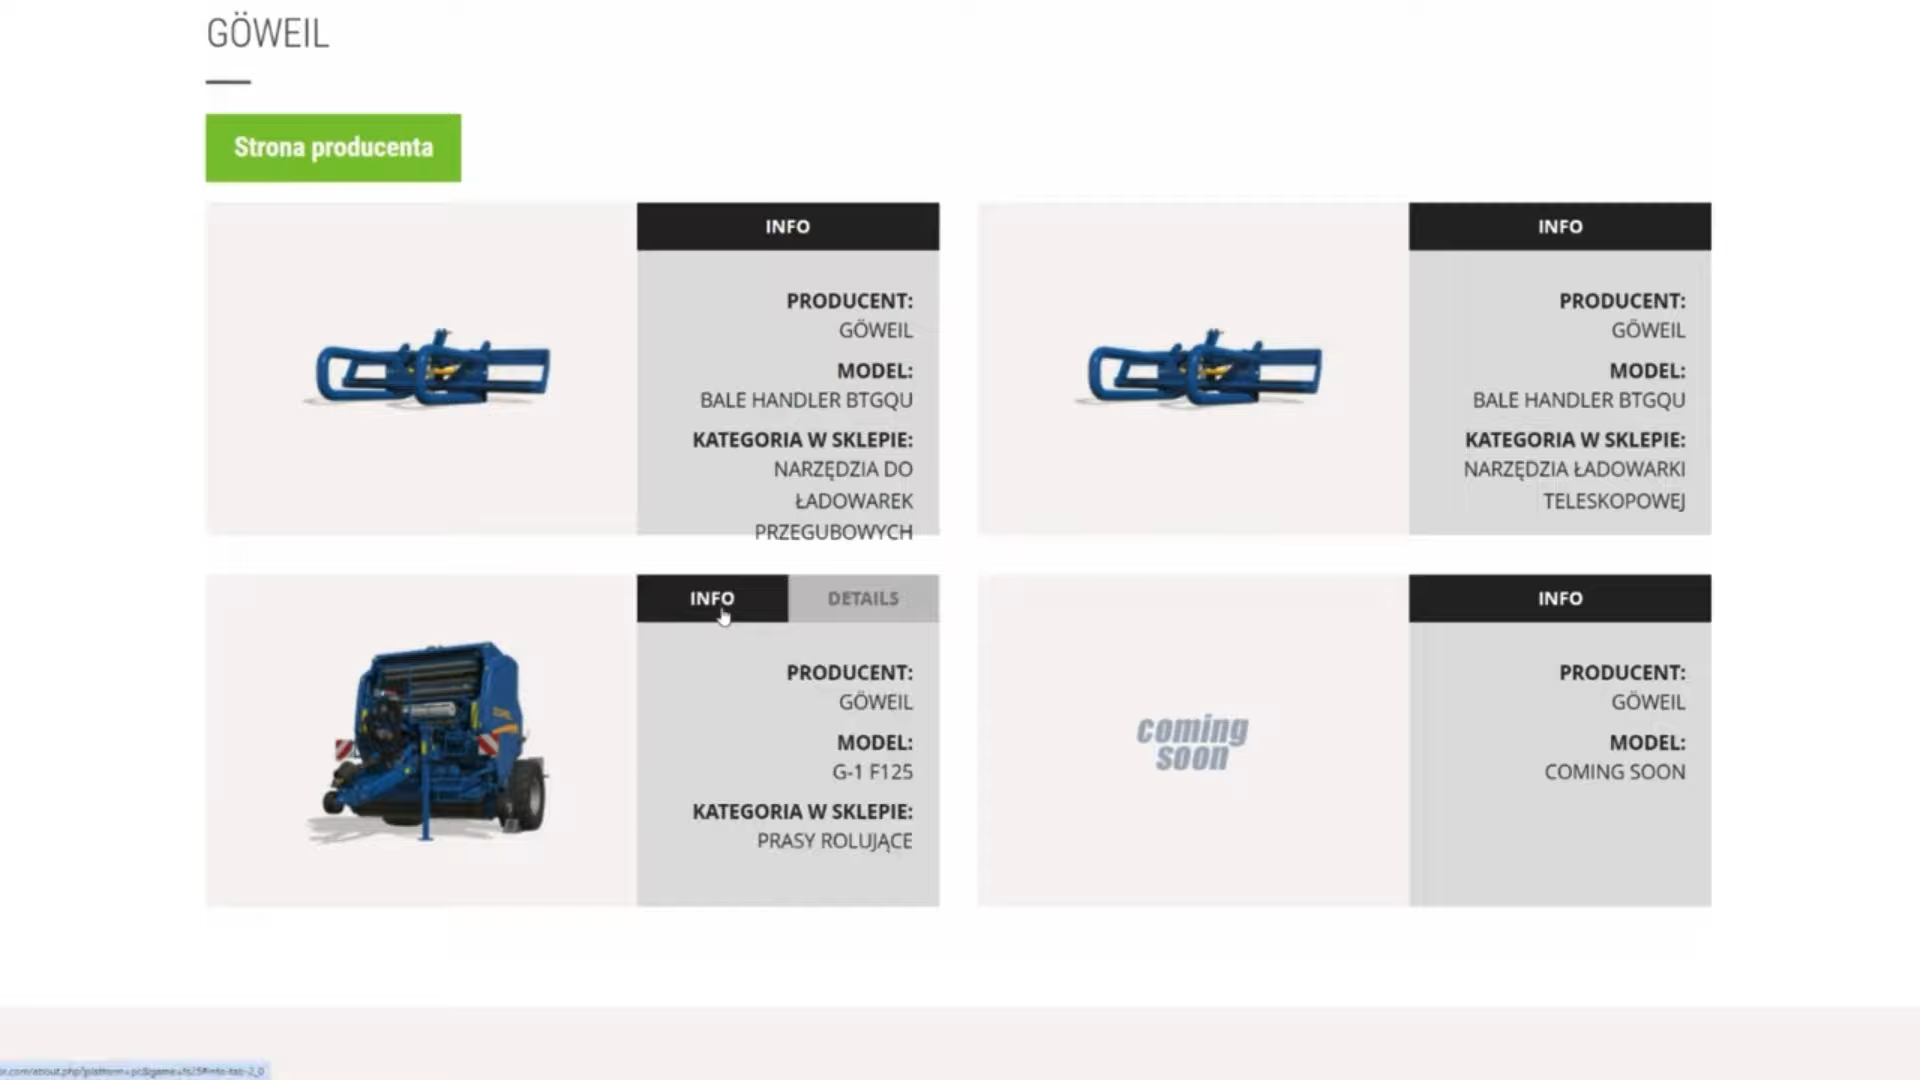 GÖWEIL
Strona producenta
INFO
PRODUCENT:
GÖWEIL
MODEL:
BALE HANDLER BTGQU
KATEGORIA W SKLEPIE:
NARZĘDZIA DO
ŁADOWAREK
PRZEGUBOWYCH
INFO
PRODUCENT:
GÖWEIL
MODEL:
BALE HANDLER BTGQU
KATEGORIA W SKLEPIE:
NARZĘDZIA ŁADOWARKI
TELESKOPOWEJ
INFO DETAILS
PRODUCENT:
GÖWEIL
MODEL:
G-1 F125
KATEGORIA W SKLEPIE:
PRASY ROLUJĄCE
coming
soon
INFO
PRODUCENT:
GÖWEIL
MODEL:
COMING SOON